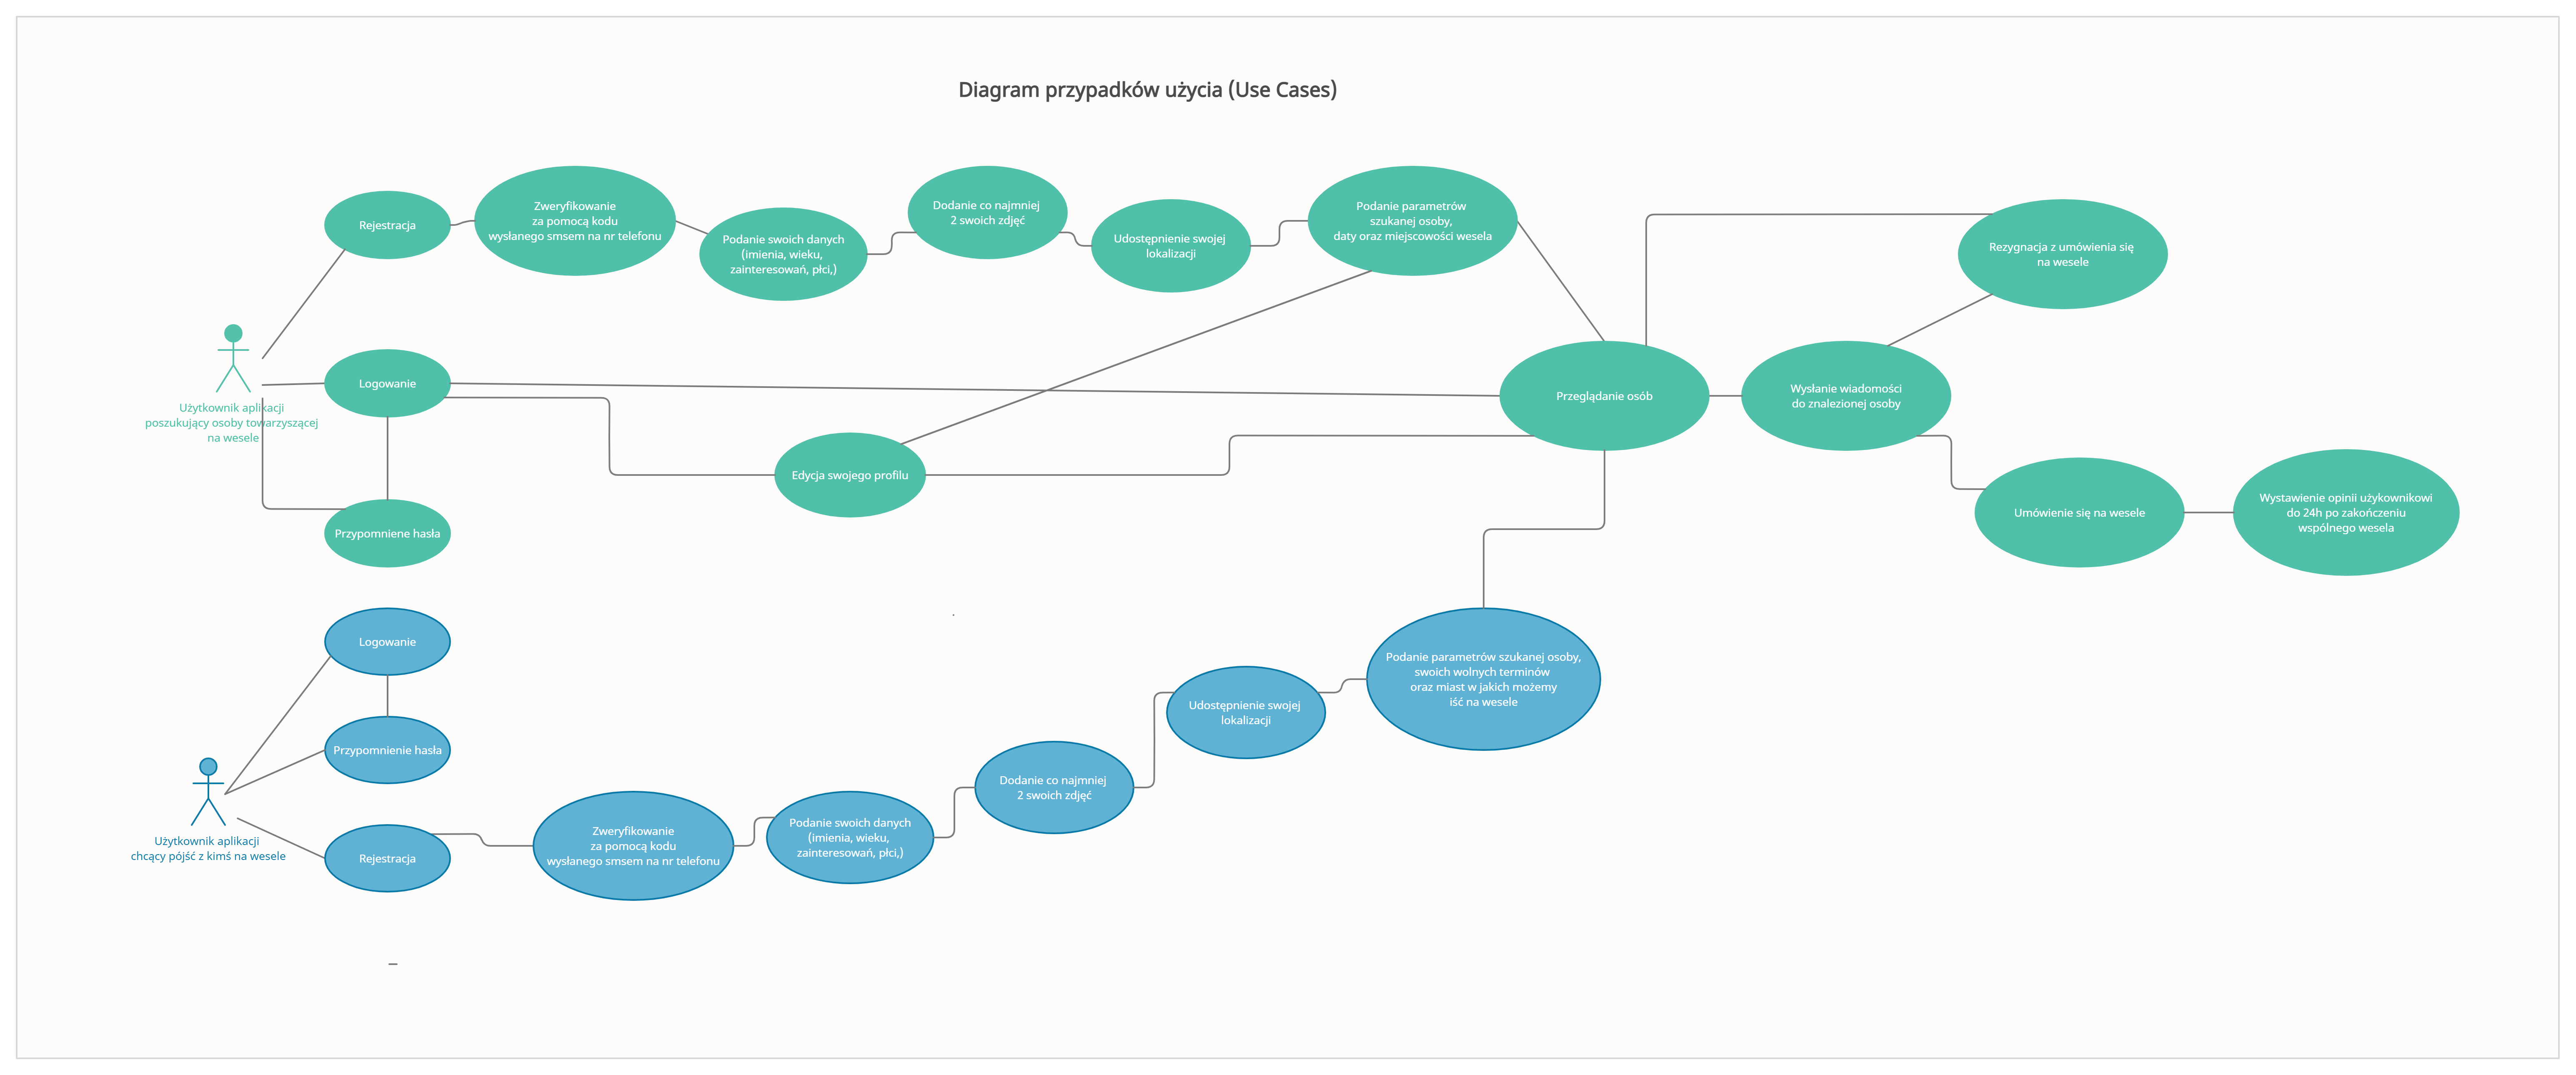 Diagram przypadków użycia (Use Cases)
Rejestracja
Zweryfikowanie
za pomocą kodu
wysłanego smsem na nr telefonu
Podanie swoich danych
(imienia, wieku,
zainteresowań, płci,)
Dodanie co najmniej
2 swoich zdjęć
Udostępnienie swojej
lokalizacji
Podanie parametrów
szukanej osoby,
daty oraz miejscowości wesela
Rezygnacja z umówienia się
na wesele
Użytkownik aplikacji
poszukujący osoby towarzyszącej
na wesele
Logowanie
Przeglądanie osób
Wysłanie wiadomości
do znalezionej osoby
Edycja swojego profilu
Przypomniene hasła
Umówienie się na wesele
Wystawienie opinii użykownikowi
do 24h po zakończeniu
wspólnego wesela
Logowanie
Przypomnienie hasła
Użytkownik aplikacji
chcący pójść z kimś na wesele
Rejestracja
Zweryfikowanie
za pomocą kodu
wysłanego smsem na nr telefonu
Podanie swoich danych
(imienia, wieku,
zainteresowań, płci,)
Dodanie co najmniej
2 swoich zdjęć
Udostępnienie swojej
lokalizacji
Podanie parametrów szukanej osoby,
swoich wolnych terminów
oraz miast w jakich możemy
iść na wesele